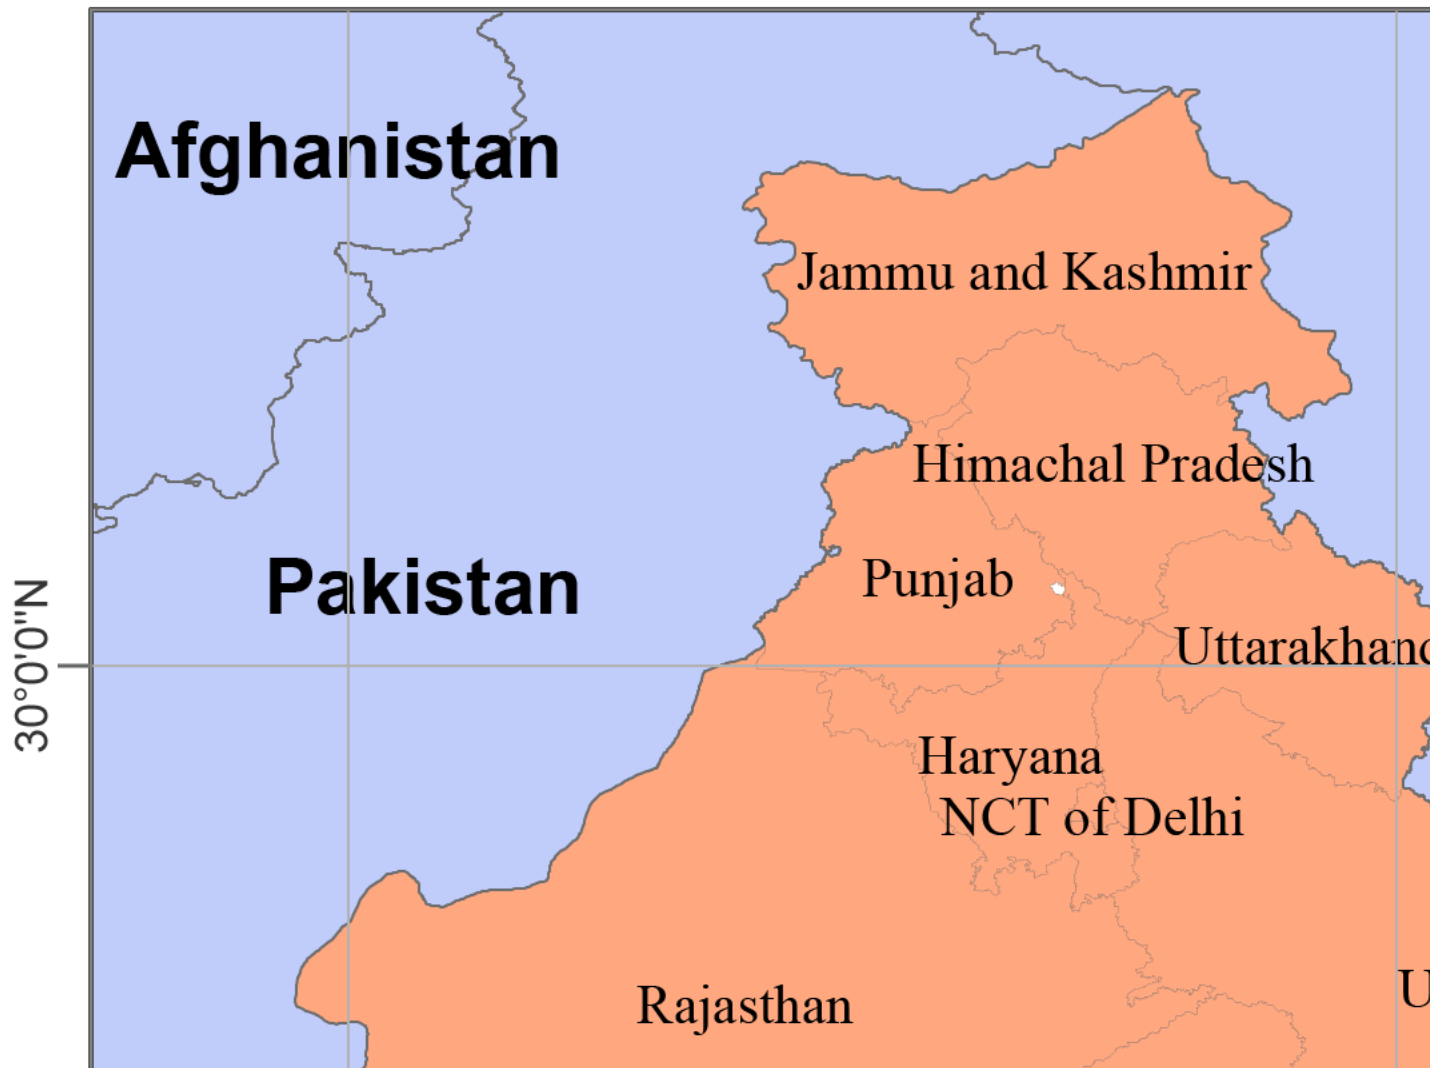 Afghanistan
Jammu and Kashmir
Himachal Pradesh
Pakistan
Punjab
30°0'0"N
Uttarakhand
Haryana
NCT of Delhi
Rajasthan
U